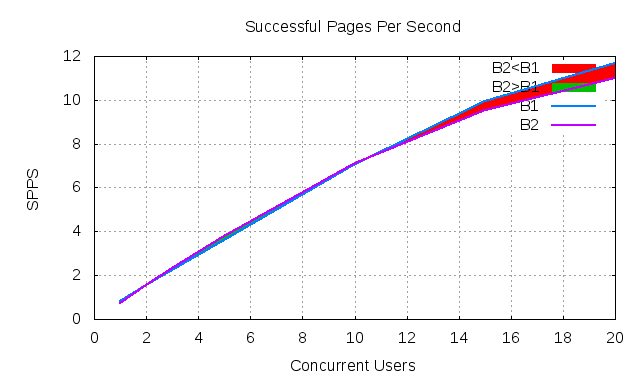 Successful Pages Per Second
12
10
8
6
4
2
0
SPPS
B2<B1
B2>B1
B1
B2
0 2 4 6 8 10 12 14 16 18 20
Concurrent Users